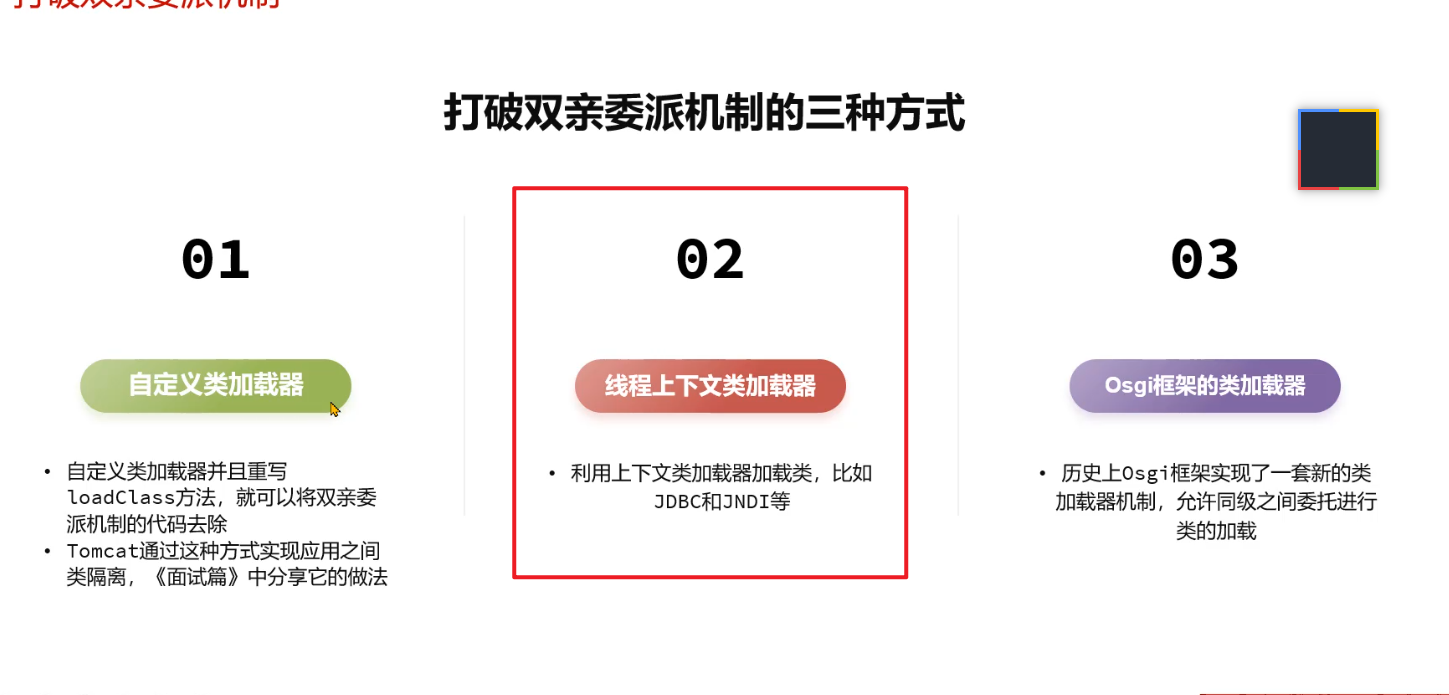 打破双亲委派机制
打破双亲委派机制的三种方式
01
自定义类加载器
• 自定义类加载器并且重写
loadClass方法，就可以将双亲委
派机制的代码去除
• Tomcat通过这种方式实现应用之间
类隔离，《面试篇》中分享它的做法
02
线程上下文类加载器
• 利用上下文类加载器加载类，比如
JDBC和JNDI等
03
Osgi框架的类加载器
• 历史上Osgi框架实现了一套新的类
加载器机制，允许同级之间委托进行
类的加载